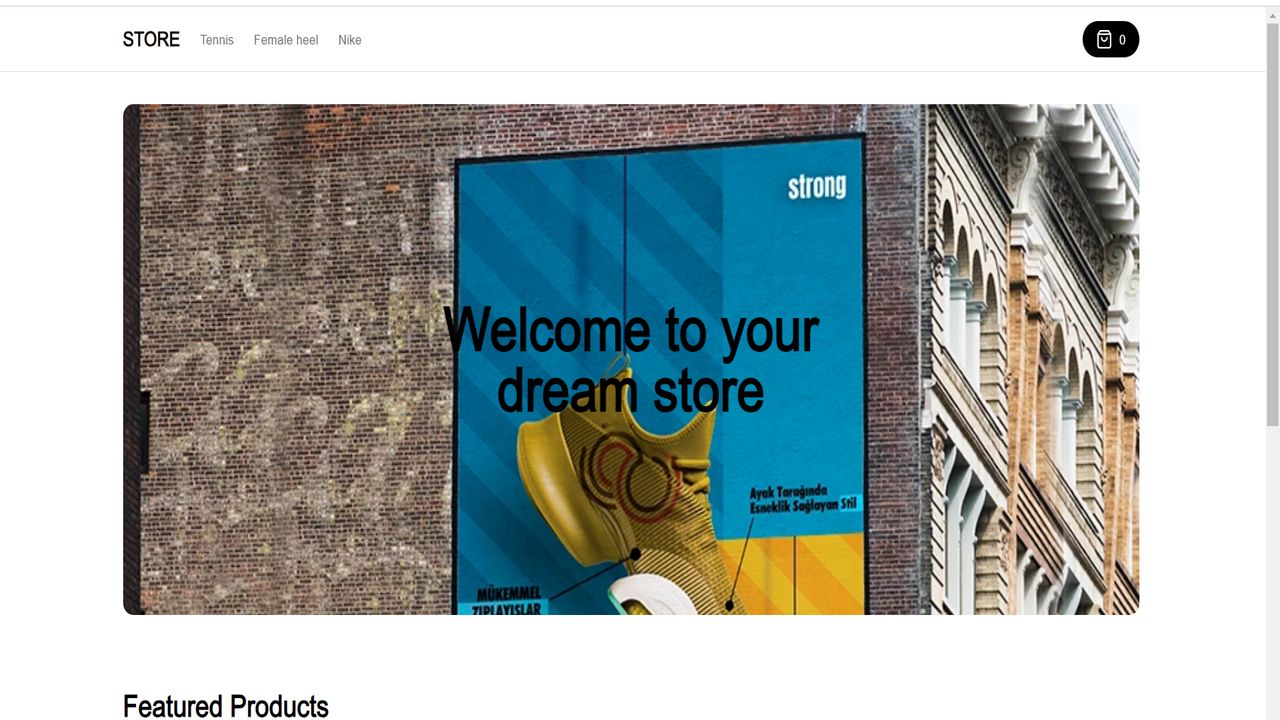 STORE
Tennis
Female heel
Nike
0
strong
Welcome to your
dream store
Ayak Tarağında
Esneklik Sağlayan Stil
MÜKEMMEL
ZIPLAYIŞLAR
Featured Products